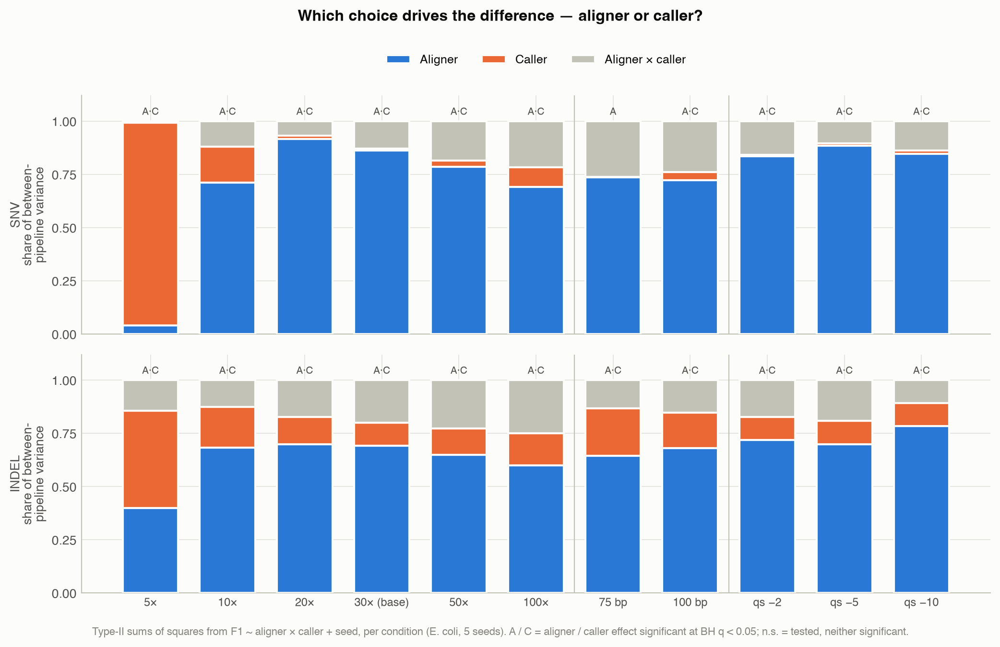 Which choice drives the difference — aligner or caller?
Aligner
Caller
Aligner × caller
A·C
A·C
A·C
A·C
A·C
A·C
A
A·C
A·C
A·C
A·C
SNV
share of between-
pipeline variance
1.00
0.75
0.50
0.25
0.00
A·C
A·C
A·C
A·C
A·C
A·C
A·C
A·C
A·C
A·C
A·C
INDEL
share of between-
pipeline variance
1.00
0.75
0.50
0.25
0.00
5×
10×
20×
30× (base)
50×
100×
75 bp
100 bp
qs −2
qs −5
qs −10
Type-II sums of squares from F1 ~ aligner × caller + seed, per condition (E. coli, 5 seeds). A / C = aligner / caller effect significant at BH q < 0.05; n.s. = tested, neither significant.